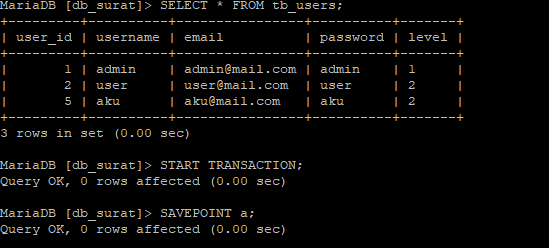 MariaDB [db_surat]> SELECT * FROM tb_users;
+---------+----------+----------------+----------+-------+
| user_id | username | email          | password | level |
+---------+----------+----------------+----------+-------+
|       1 | admin    | admin@mail.com | admin    | 1     |
|       2 | user     | user@mail.com  | user     | 2     |
|       5 | aku      | aku@mail.com   | aku      | 2     |
+---------+----------+----------------+----------+-------+
3 rows in set (0.00 sec)
MariaDB [db_surat]> START TRANSACTION;
Query OK, 0 rows affected (0.00 sec)
MariaDB [db_surat]> SAVEPOINT a;
Query OK, 0 rows affected (0.00 sec)